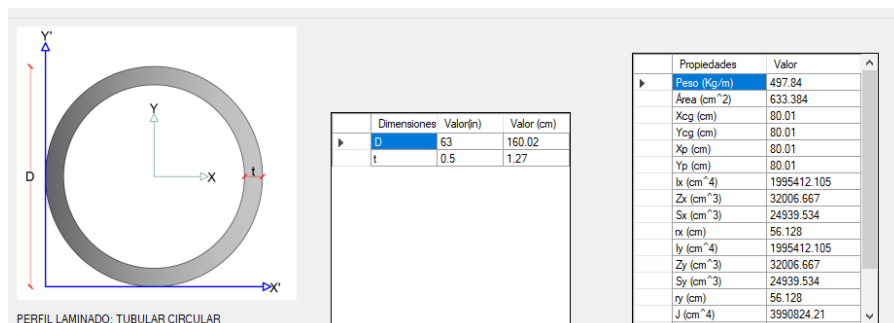 Y'
Y
X
t
D
X'
PERFIL LAMINADO: TUBULAR CIRCULAR
Dimensiones Valor(in) Valor (cm)
D 63 160.02
t 0.5 1.27
Propiedades Valor
Peso (Kg/m) 497.84
Área (cm^2) 633.384
Xcg (cm) 80.01
Ycg (cm) 80.01
Xp (cm) 80.01
Yp (cm) 80.01
Ix (cm^4) 1995412.105
Zx (cm^3) 32006.667
Sx (cm^3) 24939.534
rx (cm) 56.128
Iy (cm^4) 1995412.105
Zy (cm^3) 32006.667
Sy (cm^3) 24939.534
ry (cm) 56.128
J (cm^4) 3990824.21